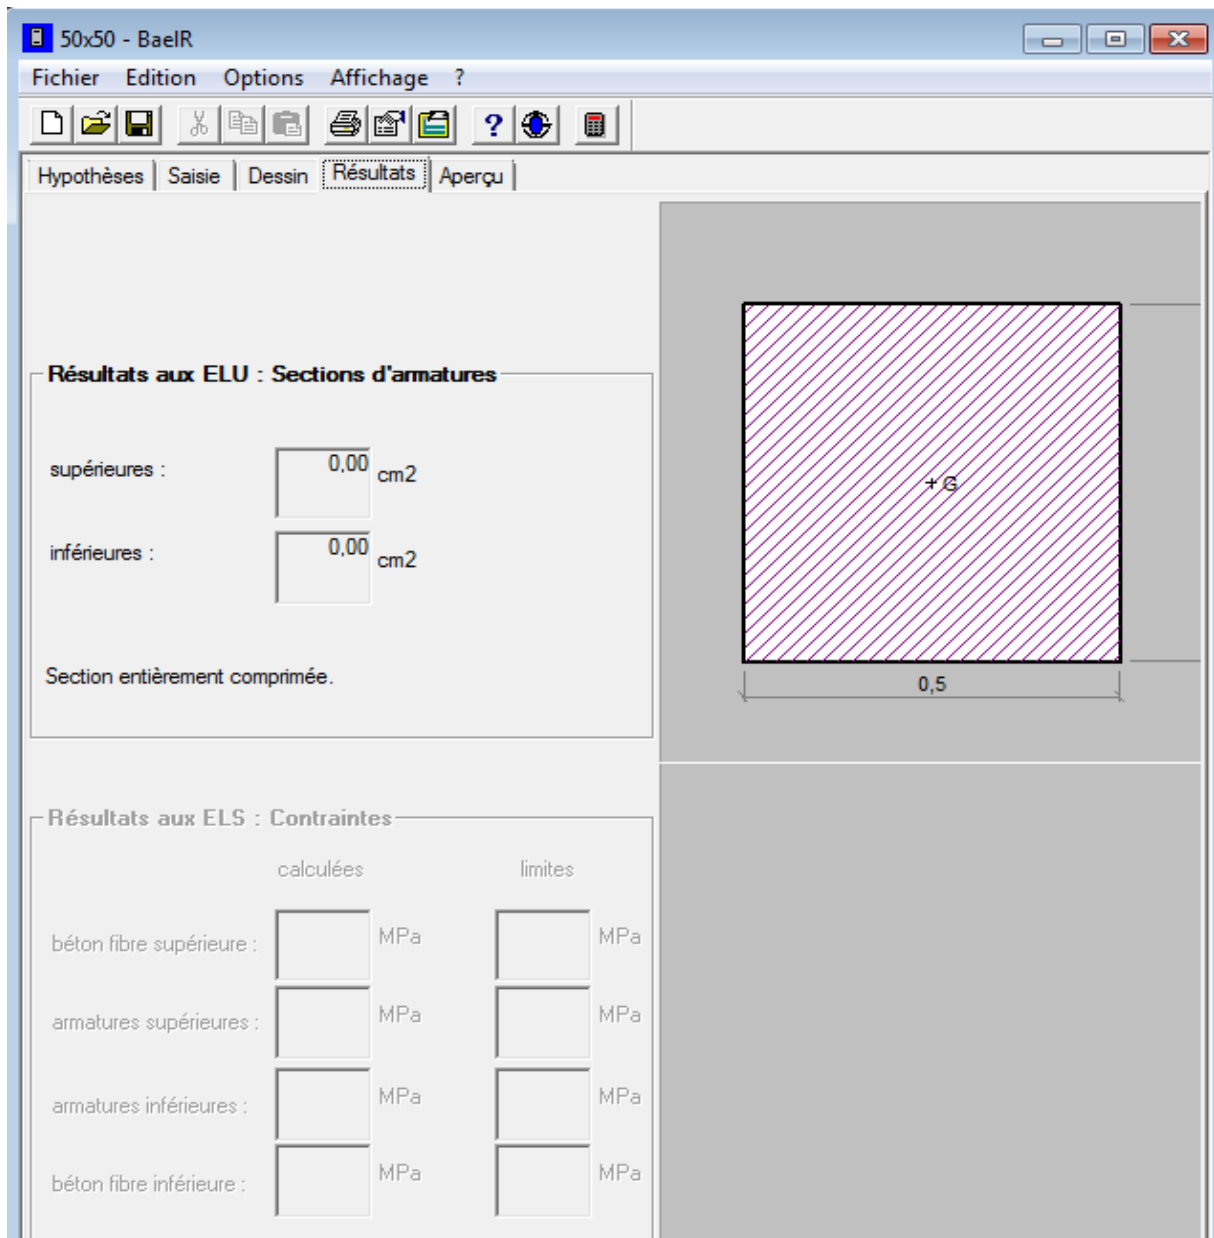 50x50 - BaelR
Fichier Edition Options Affichage ?
Hypothèses Saisie Dessin Résultats Aperçu
Résultats aux ELU : Sections d'armatures
supérieures : 0,00 cm2
inférieures : 0,00 cm2
Section entièrement comprimée.
+ G
0,5
Résultats aux ELS : Contraintes
calculées limites
béton fibre supérieure : MPa MPa
armatures supérieures : MPa MPa
armatures inférieures : MPa MPa
béton fibre inférieure : MPa MPa